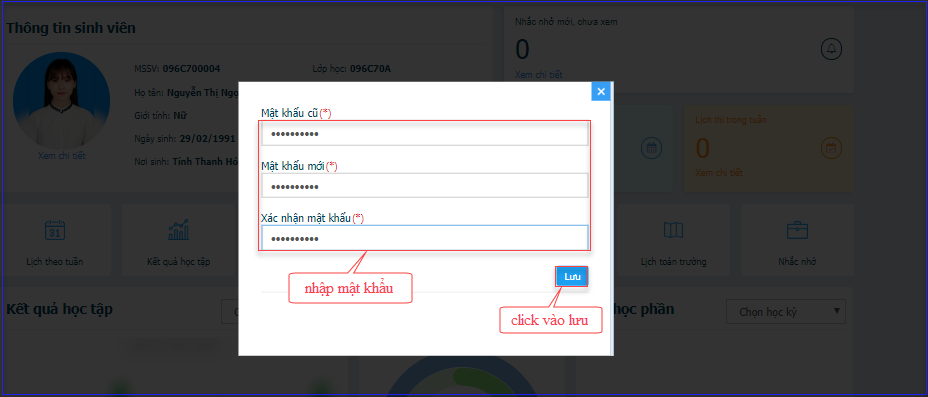 Thông tin sinh viên
MSSV: 096C700004
Lớp học: 096C70A
Họ tên: Nguyễn Thị Ngọ
Giới tính: Nữ
Ngày sinh: 29/02/1991
Nơi sinh: Tỉnh Thanh Hó
Xem chi tiết
Nhắc nhở mới, chưa xem
0
Xem chi tiết
Lịch thi trong tuần
0
Xem chi tiết
×
Mật khẩu cũ(*)
••••••••••
Mật khẩu mới(*)
••••••••••
Xác nhận mật khẩu(*)
••••••••••
Lưu
nhập mật khẩu
click vào lưu
31
Lịch theo tuần
Kết quả học tập
Lịch toàn trường
Nhắc nhở
Kết quả học tập
C
học phần
Chọn học kỳ